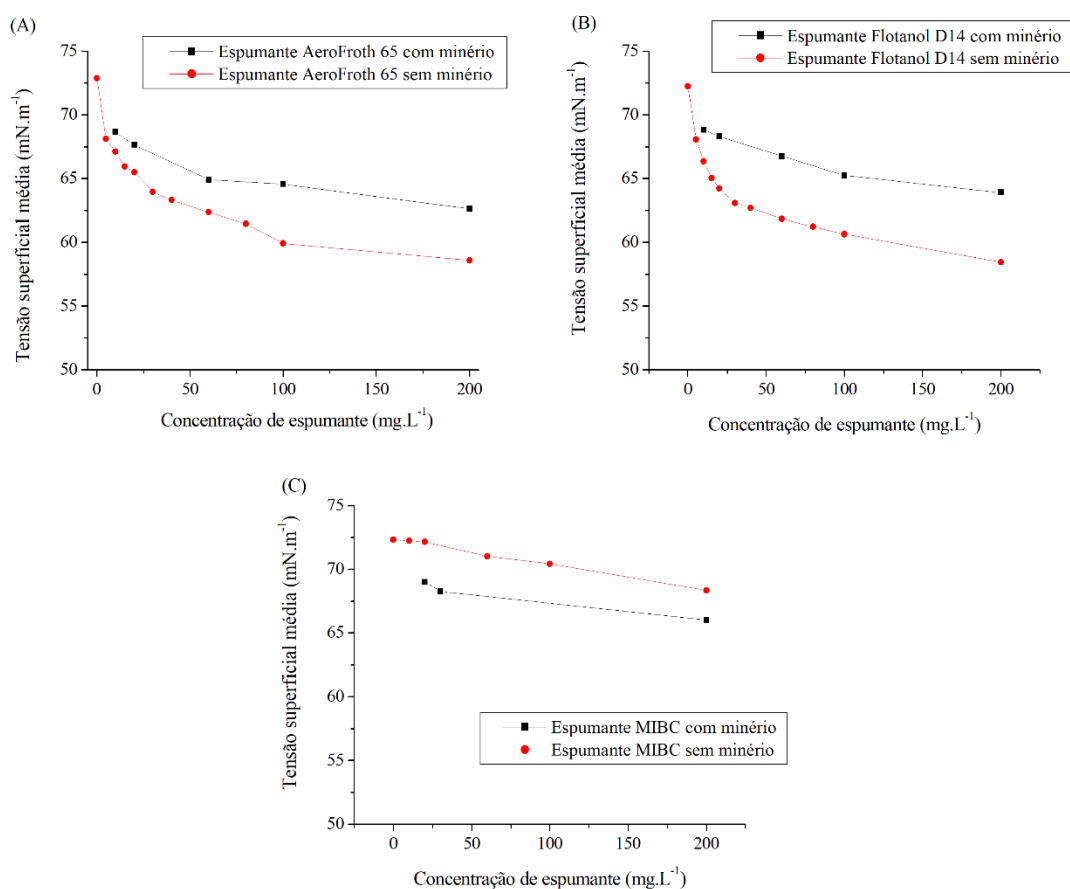 (A)
Espumante AeroFroth 65 com minério
Espumante AeroFroth 65 sem minério
Tensão superficial média (mN.m⁻¹)
75
70
65
60
55
50
0
50
100
150
200
Concentração de espumante (mg.L⁻¹)
(B)
Espumante Flotanol D14 com minério
Espumante Flotanol D14 sem minério
Tensão superficial média (mN.m⁻¹)
75
70
65
60
55
50
0
50
100
150
200
Concentração de espumante (mg.L⁻¹)
(C)
Tensão superficial média (mN.m⁻¹)
75
70
65
60
55
50
Espumante MIBC com minério
Espumante MIBC sem minério
0
50
100
150
200
Concentração de espumante (mg.L⁻¹)